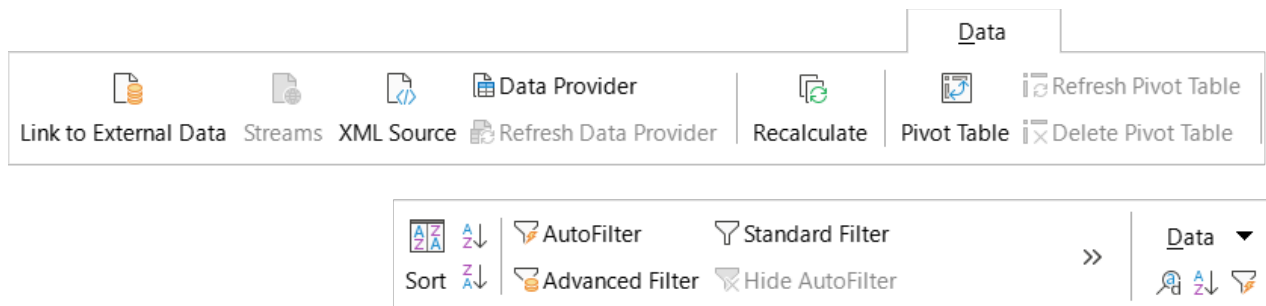 Data
Data Provider Refresh Pivot Table
Link to External Data Streams XML Source Refresh Data Provider Recalculate Pivot Table Delete Pivot Table
AutoFilter Standard Filter Data
Sort Advanced Filter Hide AutoFilter